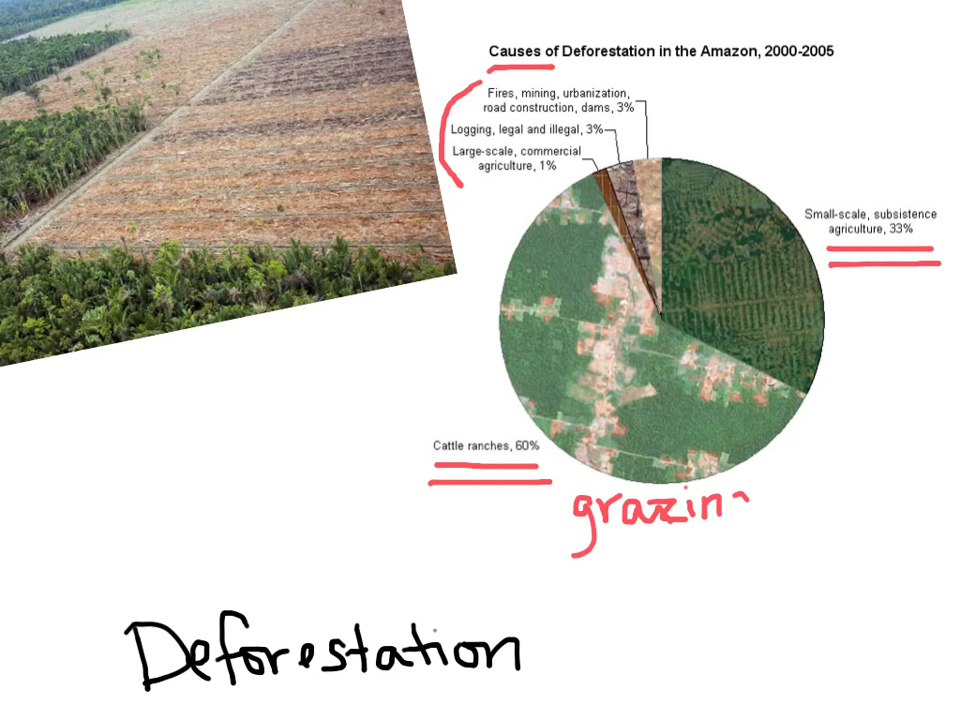 Causes of Deforestation in the Amazon, 2000-2005
Fires, mining, urbanization,
road construction, dams, 3%
Logging, legal and illegal, 3%
Large-scale, commercial
agriculture, 1%
Small-scale, subsistence
agriculture, 33%
Cattle ranches, 60%
grazin
Deforestation